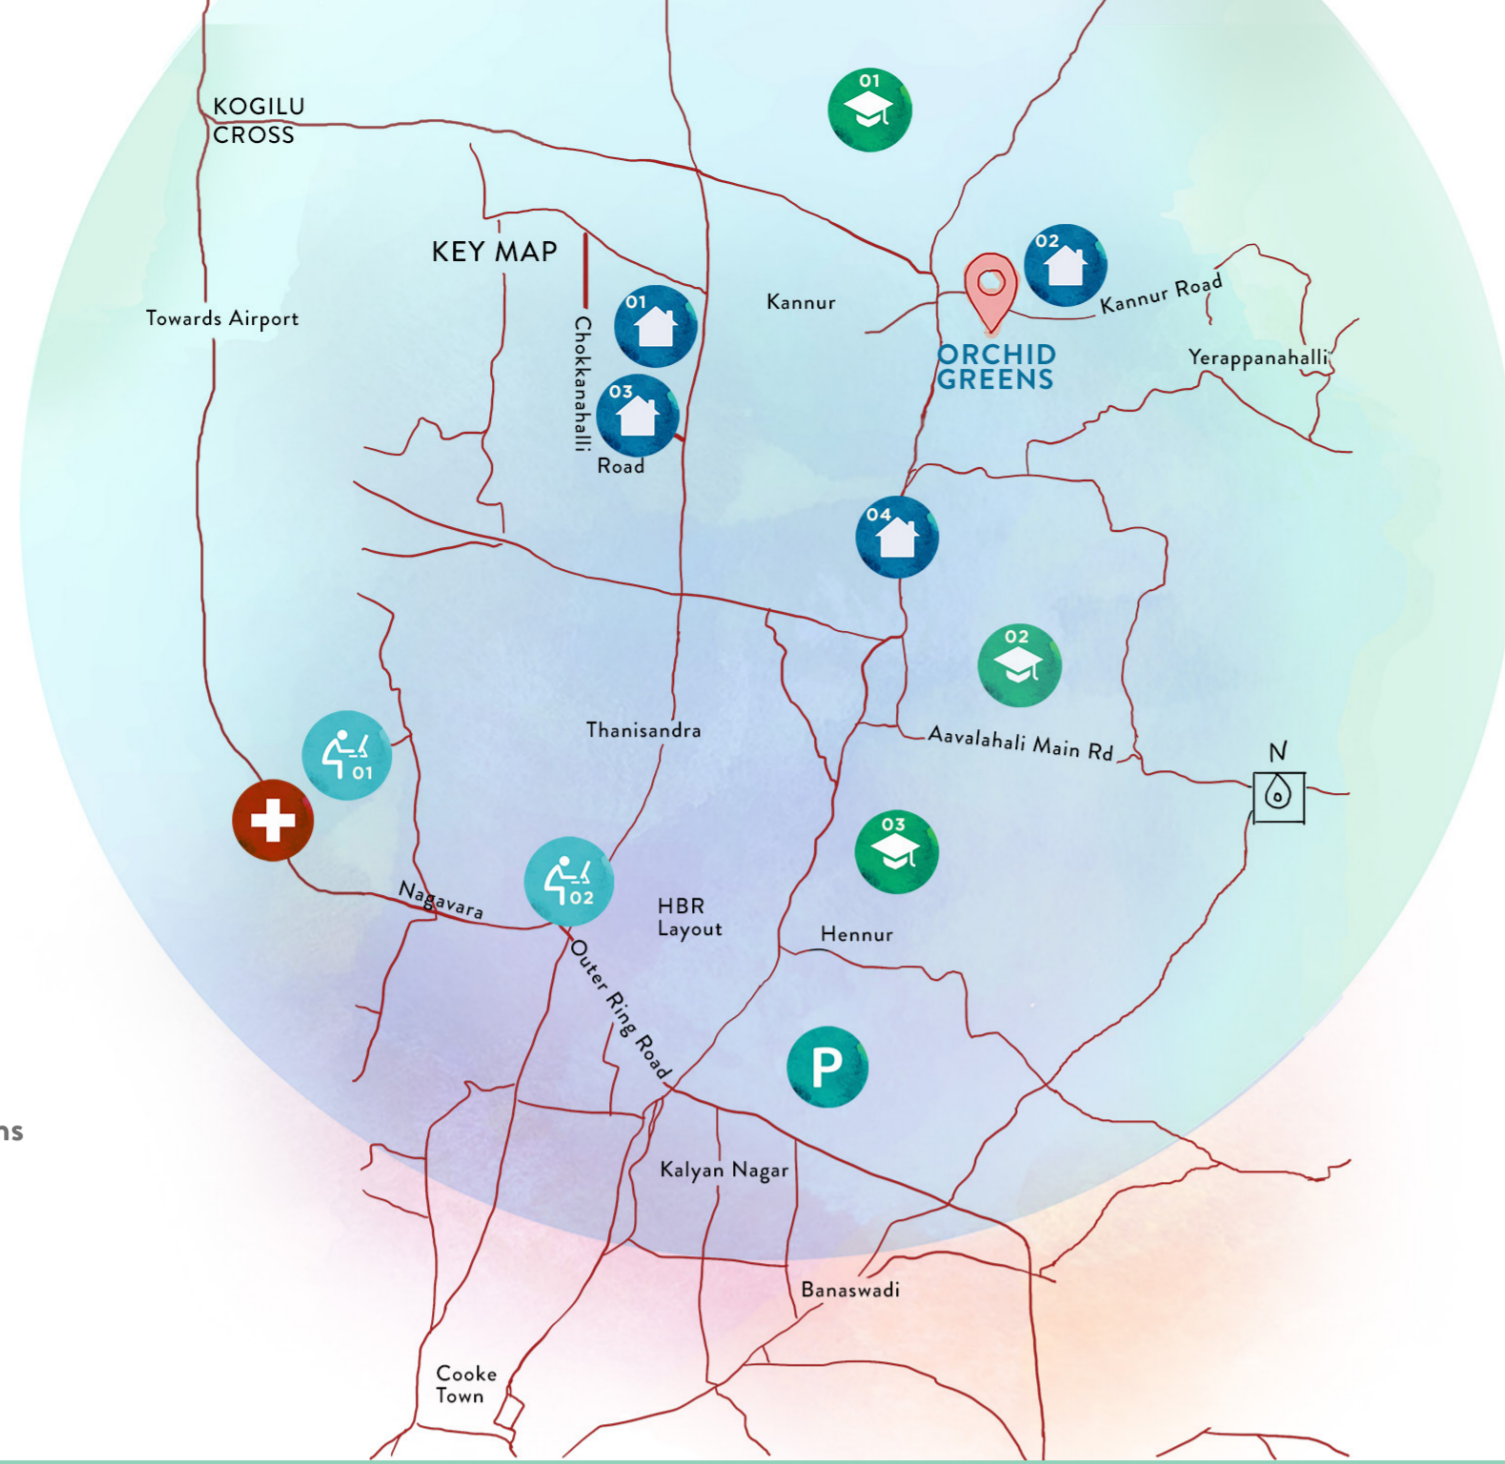 01
KOGILU
CROSS
02
KEY MAP
Kannur Road
01
Kannur
Towards Airport
Chokkanahalli
Road
ORCHID
GREENS
Yerappanahalli
03
04
02
Thanisandra
Aavalahali Main Rd
N
01
03
02
Nagavara
HBR
Layout
Hennur
Outer Ring Road
P
ns
Kalyan Nagar
Banaswadi
Cooke
Town